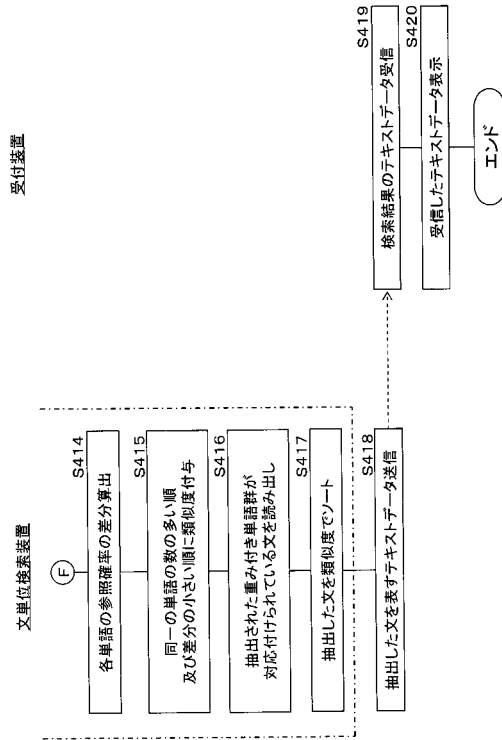 文単位検索装置
受付装置
F
各単語の参照確率の差分算出
S414
同一の単語の数の多い順
及び差分の小さい順に類似度付与
S415
抽出された重み付き単語群が
対応付けられている文を読み出し
S416
抽出した文を類似度でソート
S417
抽出した文を表すテキストデータ送信
S418
検索結果のテキストデータ受信
S419
受信したテキストデータ表示
S420
エンド